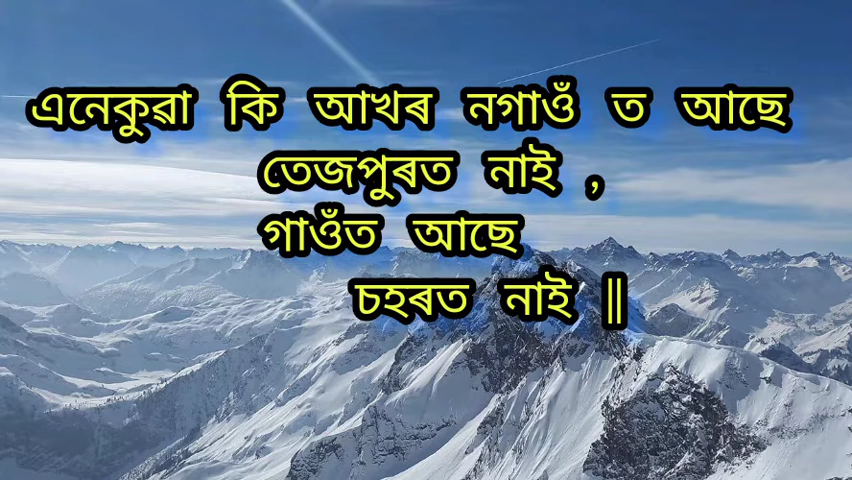 এনেকুৱা কি আখৰ নগাওঁ ত আছে
তেজপুৰত নাই ,
গাওঁত আছে
চহৰত নাই ||